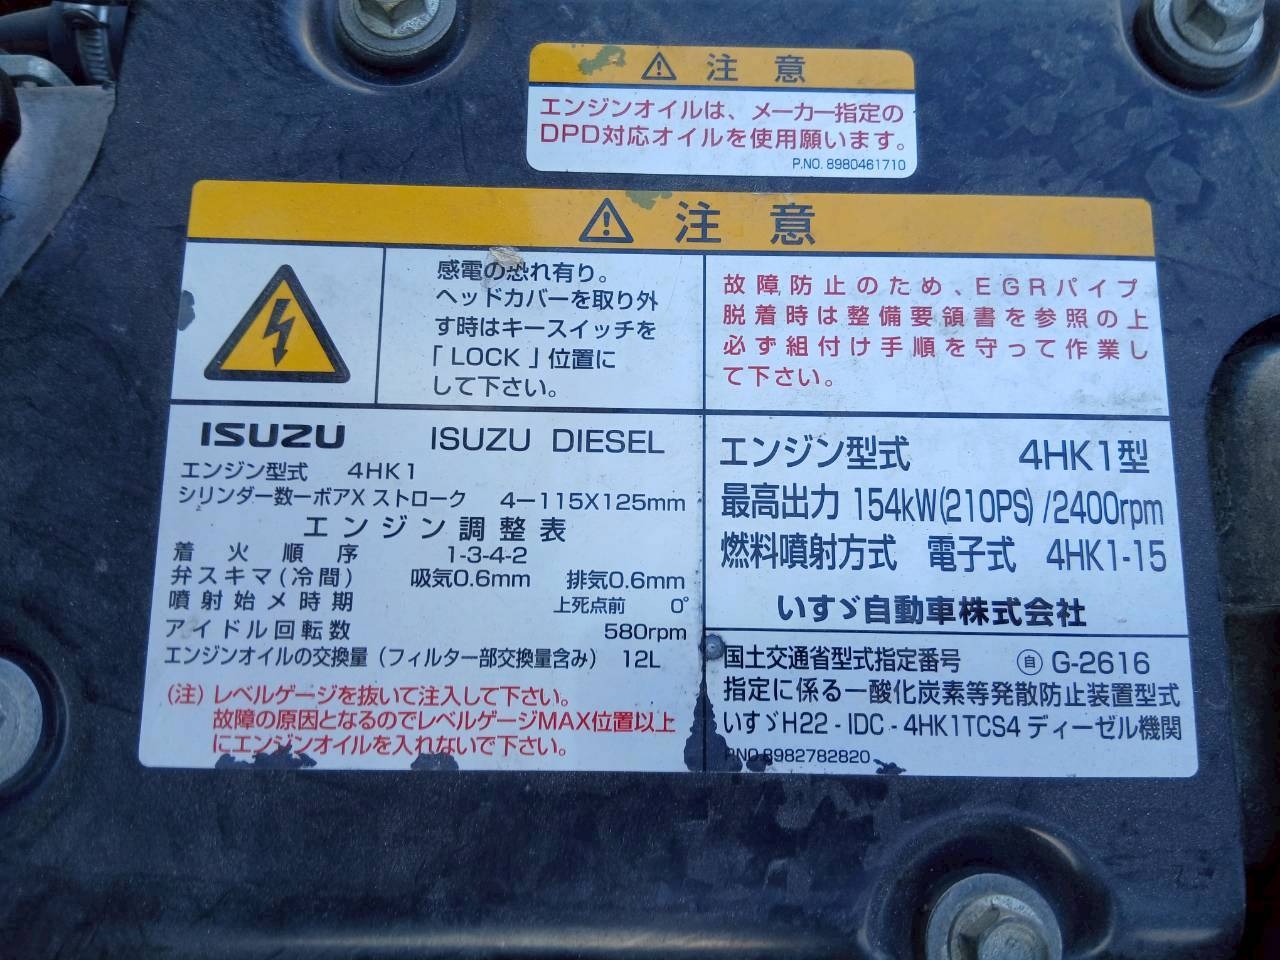 注意
エンジンオイルは、メーカー指定の
DPD対応オイルを使用願います。
P.NO. 8980461710
注意
感電の恐れ有り。
ヘッドカバーを取り外
す時はキースイッチを
「LOCK」位置に
して下さい。
故障防止のため、EGRパイプ
脱着時は整備要領書を参照の上
必ず組付け手順を守って作業し
て下さい。
ISUZU ISUZU DIESEL
エンジン型式 4HK1
シリンダー数ーボアX ストローク 4-115X125mm
エンジン調整表
着火順序 1-3-4-2
弁スキマ(冷間) 吸気0.6mm 排気0.6mm
噴射始メ時期 上死点前 0°
アイドル回転数 580rpm
エンジンオイルの交換量(フィルター部交換量含み) 12L
(注)レベルゲージを抜いて注入して下さい。
故障の原因となるのでレベルゲージMAX位置以上
にエンジンオイルを入れないで下さい。
エンジン型式 4HK1型
最高出力 154kW(210PS)/2400rpm
燃料噴射方式 電子式 4HK1-15
いすゞ自動車株式会社
国土交通省型式指定番号 自 G-2616
指定に係る一酸化炭素等発散防止装置型式
いすゞH22-IDC-4HK1TCS4 ディーゼル機関
P.NO.8982782820